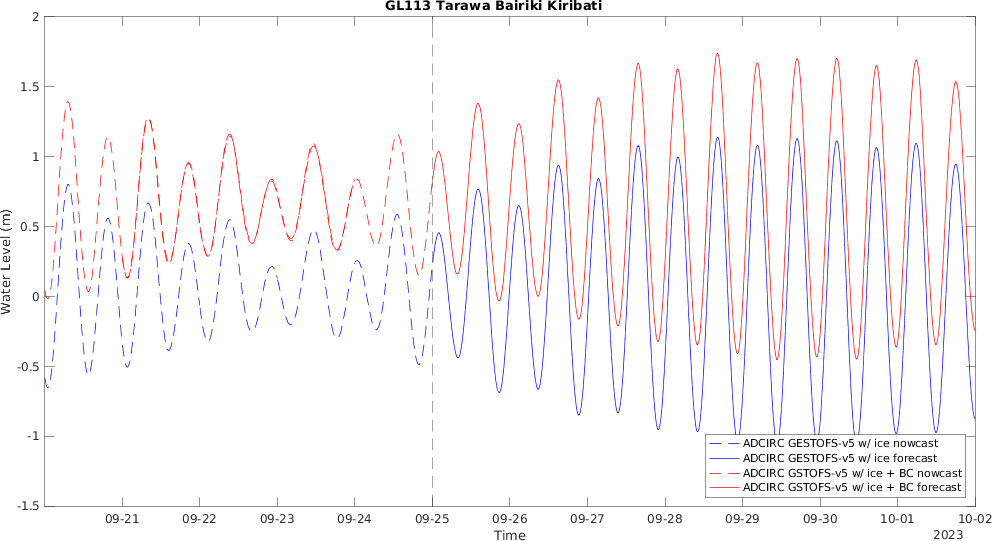 GL113 Tarawa Bairiki Kiribati
2
1.5
1
0.5
0
-0.5
-1
-1.5
Water Level (m)
ADCIRC GESTOFS-v5 w/ ice nowcast
ADCIRC GESTOFS-v5 w/ ice forecast
ADCIRC GSTOFS-v5 w/ ice + BC nowcast
ADCIRC GSTOFS-v5 w/ ice + BC forecast
09-21 09-22 09-23 09-24 09-25 09-26 09-27 09-28 09-29 09-30 10-01 10-02
Time
2023